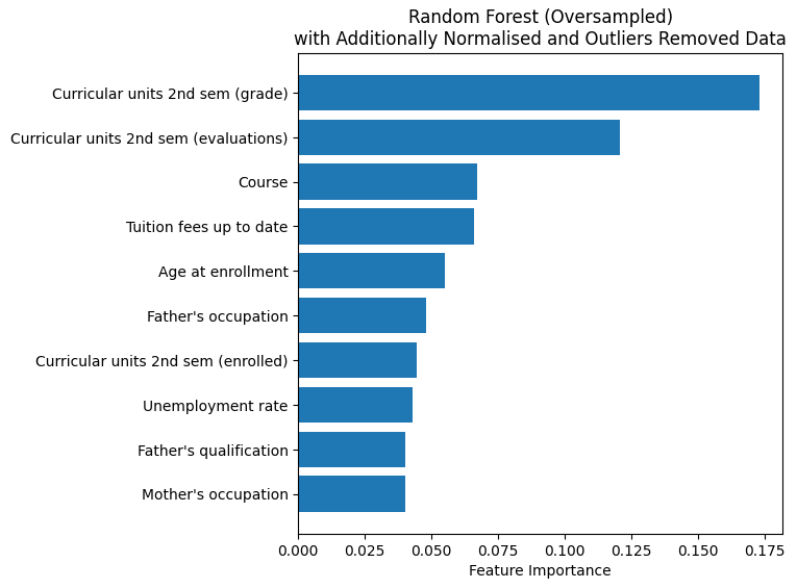 Random Forest (Oversampled)
with Additionally Normalised and Outliers Removed Data
Curricular units 2nd sem (grade)
Curricular units 2nd sem (evaluations)
Course
Tuition fees up to date
Age at enrollment
Father's occupation
Curricular units 2nd sem (enrolled)
Unemployment rate
Father's qualification
Mother's occupation
0.000 0.025 0.050 0.075 0.100 0.125 0.150 0.175
Feature Importance